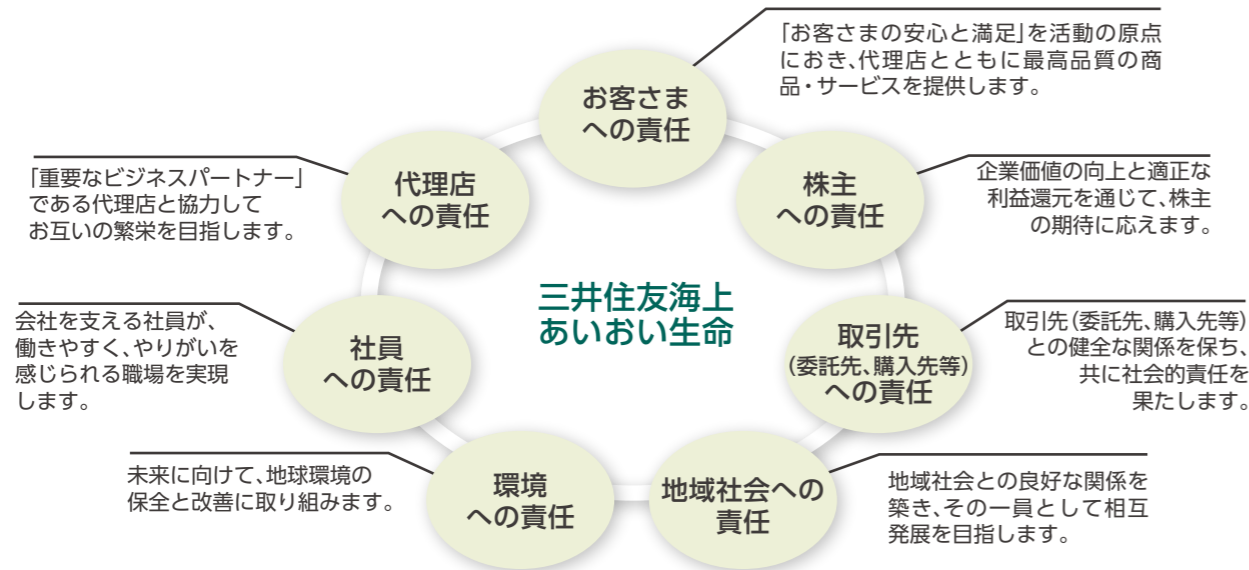 「お客さまの安心と満足」を活動の原点
におき、代理店とともに最高品質の商
品・サービスを提供します。
お客さま
への責任
「重要なビジネスパートナー」
である代理店と協力して
お互いの繁栄を目指します。
代理店
への責任
株主
への責任
企業価値の向上と適正な
利益還元を通じて、株主
の期待に応えます。
三井住友海上
あいおい生命
会社を支える社員が、
働きやすく、やりがいを
感じられる職場を実現
します。
社員
への責任
取引先
(委託先、購入先等)
への責任
取引先(委託先、購入先等)
との健全な関係を保ち、
共に社会的責任を
果たします。
未来に向けて、地球環境の
保全と改善に取り組みます。
環境
への責任
地域社会への
責任
地域社会との良好な関係を
築き、その一員として相互
発展を目指します。